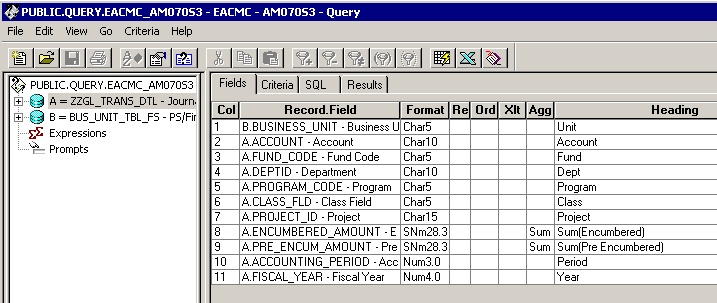 PUBLIC.QUERY.EACMC_AM070S3 - EACMC - AM070S3 - Query
File Edit View Go Criteria Help
PUBLIC.QUERY.EACMC_AM070S3
A = ZZGL_TRANS_DTL - Journa
B = BUS_UNIT_TBL_FS - PS/Fin
Expressions
Prompts
Fields Criteria SQL Results
Col Record.Field Format Re Ord Xlt Agg Heading
1 B.BUSINESS_UNIT - Business U Char5 Unit
2 A.ACCOUNT - Account Char10 Account
3 A.FUND_CODE - Fund Code Char5 Fund
4 A.DEPTID - Department Char10 Dept
5 A.PROGRAM_CODE - Program Char5 Program
6 A.CLASS_FLD - Class Field Char5 Class
7 A.PROJECT_ID - Project Char15 Project
8 A.ENCUMBERED_AMOUNT - E SNm28.3 Sum Sum(Encumbered)
9 A.PRE_ENCUM_AMOUNT - Pre SNm28.3 Sum Sum(Pre Encumbered)
10 A.ACCOUNTING_PERIOD - Acc Num3.0 Period
11 A.FISCAL_YEAR - Fiscal Year Num4.0 Year